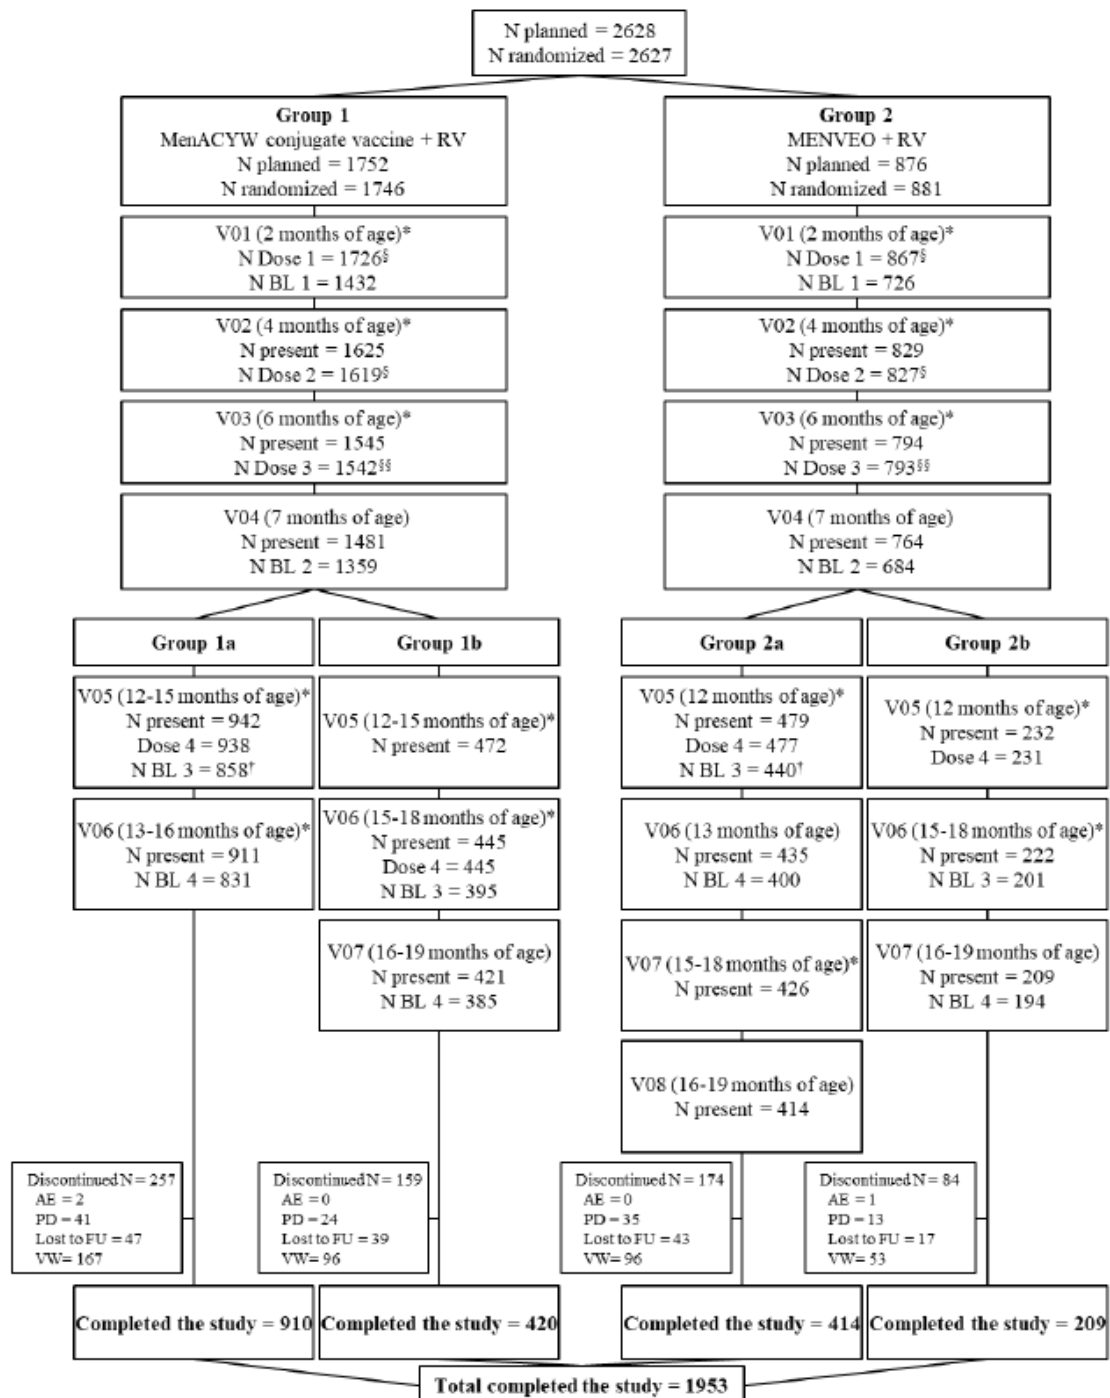 N planned = 2628
N randomized = 2627
Group 1
MenACYW conjugate vaccine + RV
N planned = 1752
N randomized = 1746
Group 2
MENVEO + RV
N planned = 876
N randomized = 881
V01 (2 months of age)*
N Dose 1 = 1726§
N BL 1 = 1432
V01 (2 months of age)*
N Dose 1 = 867§
N BL 1 = 726
V02 (4 months of age)*
N present = 1625
N Dose 2 = 1619§
V02 (4 months of age)*
N present = 829
N Dose 2 = 827§
V03 (6 months of age)*
N present = 1545
N Dose 3 = 1542§§
V03 (6 months of age)*
N present = 794
N Dose 3 = 793§§
V04 (7 months of age)
N present = 1481
N BL 2 = 1359
V04 (7 months of age)
N present = 764
N BL 2 = 684
Group 1a
Group 1b
Group 2a
Group 2b
V05 (12-15 months of age)*
N present = 942
Dose 4 = 938
N BL 3 = 858†
V05 (12-15 months of age)*
N present = 472
V05 (12 months of age)*
N present = 479
Dose 4 = 477
N BL 3 = 440†
V05 (12 months of age)*
N present = 232
Dose 4 = 231
V06 (13-16 months of age)*
N present = 911
N BL 4 = 831
V06 (15-18 months of age)*
N present = 445
Dose 4 = 445
N BL 3 = 395
V06 (13 months of age)
N present = 435
N BL 4 = 400
V06 (15-18 months of age)*
N present = 222
N BL 3 = 201
V07 (16-19 months of age)
N present = 421
N BL 4 = 385
V07 (15-18 months of age)*
N present = 426
V07 (16-19 months of age)
N present = 209
N BL 4 = 194
V08 (16-19 months of age)
N present = 414
Discontinued N = 257
AE = 2
PD = 41
Lost to FU = 47
VW= 167
Discontinued N = 159
AE = 0
PD = 24
Lost to FU = 39
VW= 96
Discontinued N = 174
AE = 0
PD = 35
Lost to FU = 43
VW= 96
Discontinued N = 84
AE = 1
PD = 13
Lost to FU = 17
VW= 53
Completed the study = 910
Completed the study = 420
Completed the study = 414
Completed the study = 209
Total completed the study = 1953